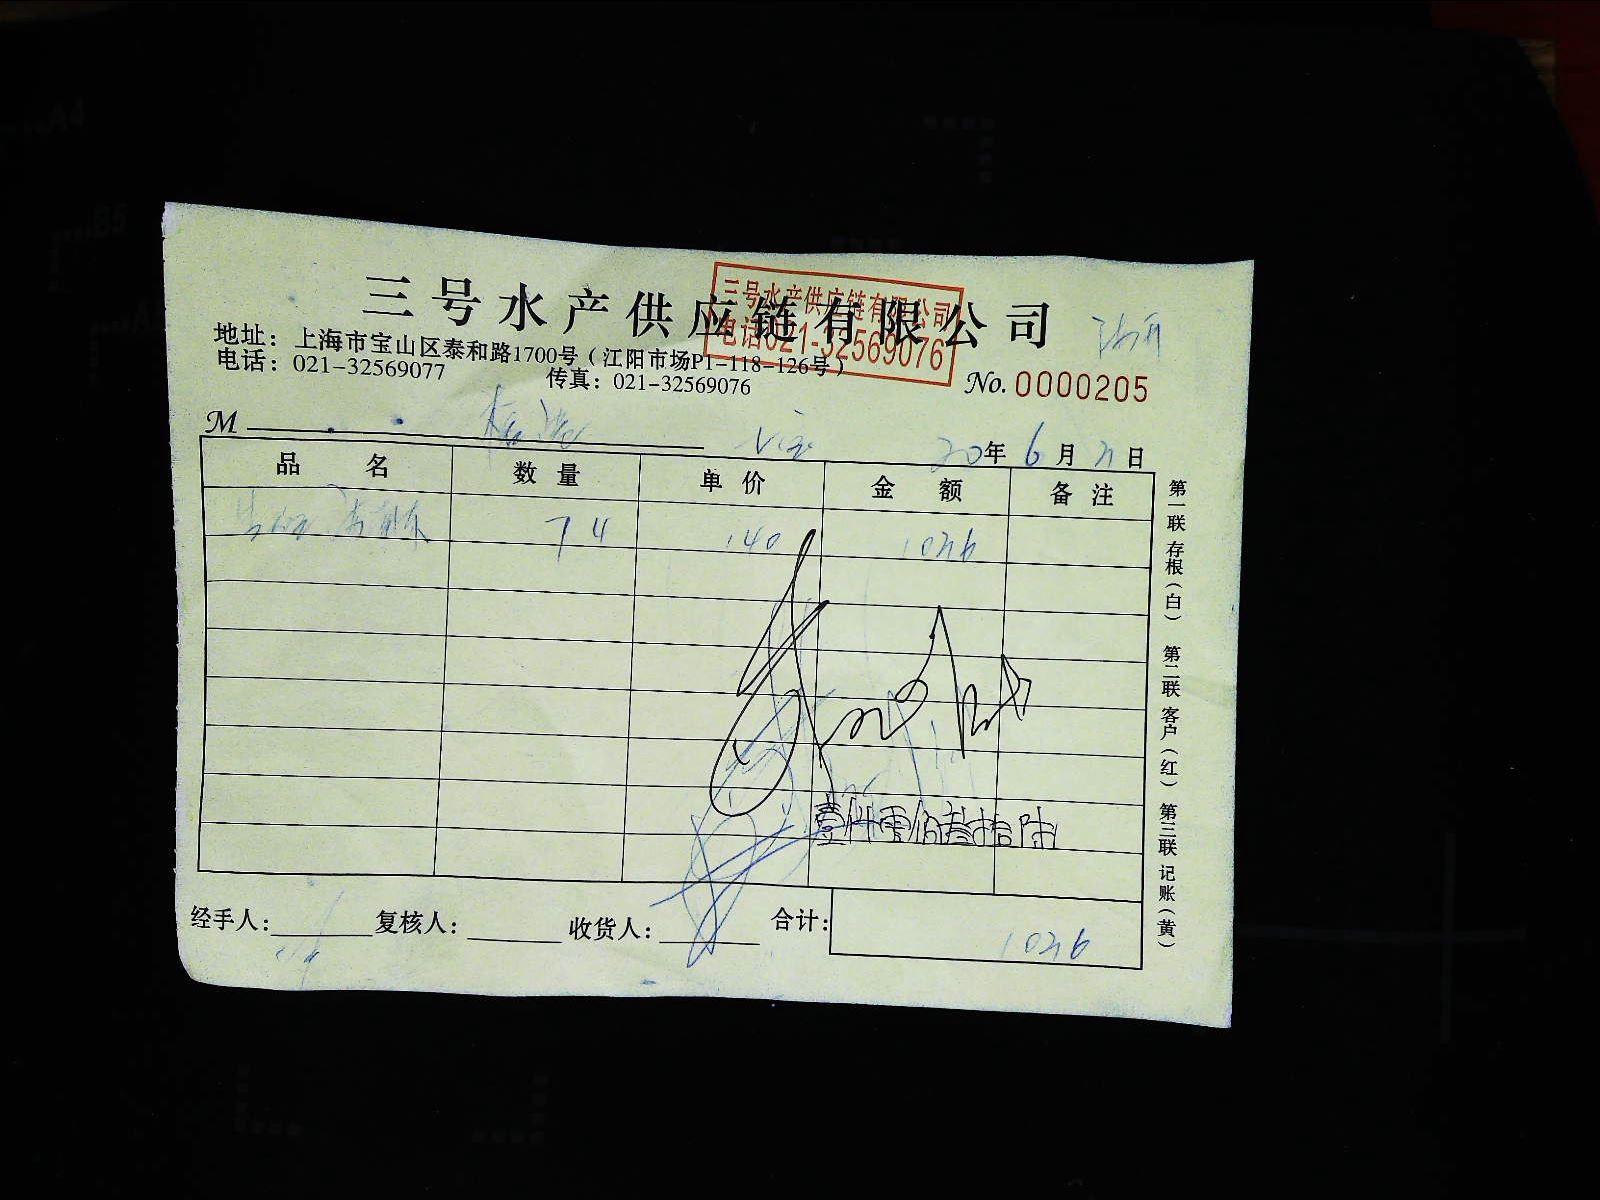 三号水产供应链有限公司
三号水产供应链有限公司
电话021-32569076
地址：上海市宝山区泰和路1700号（江阳市场P1-118-126号）
电话：021-32569077 传真：021-32569076
No. 0000205
M 20年6月21日
品名 数量 单价 金额 备注
74 140 1036
壹仟零佰叁拾陆
经手人： 复核人： 收货人： 合计： 1036
第一联存根（白） 第二联客户（红） 第三联记账（黄）